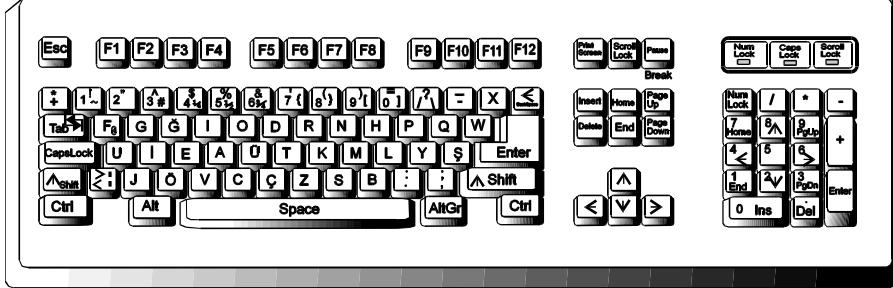 Esc F1 F2 F3 F4 F5 F6 F7 F8 F9 F10 F11 F12 Print Screen Scroll Lock Pause Num Lock Caps Lock Scroll Lock
Break
+ * 1 ! ~ 2 " 3 ^ # 4 $ 5 % 6 & 7 ' { 8 ( } 9 ) [ 0 = ] / ? \ - _ X BackSpace Insert Home Page Up Num Lock / * -
Tab F G Ğ I O D R N H P Q W Delete End Page Down 7 Home 8 9 PgUp +
CapsLock U İ E A Ü T K M L Y Ş Enter 4 5 6
Shift < > ¦ J Ö V C Ç Z S B . : , ; Shift 1 End 2 3 PgDn Enter
Ctrl Alt Space AltGr Ctrl 0 Ins . Del